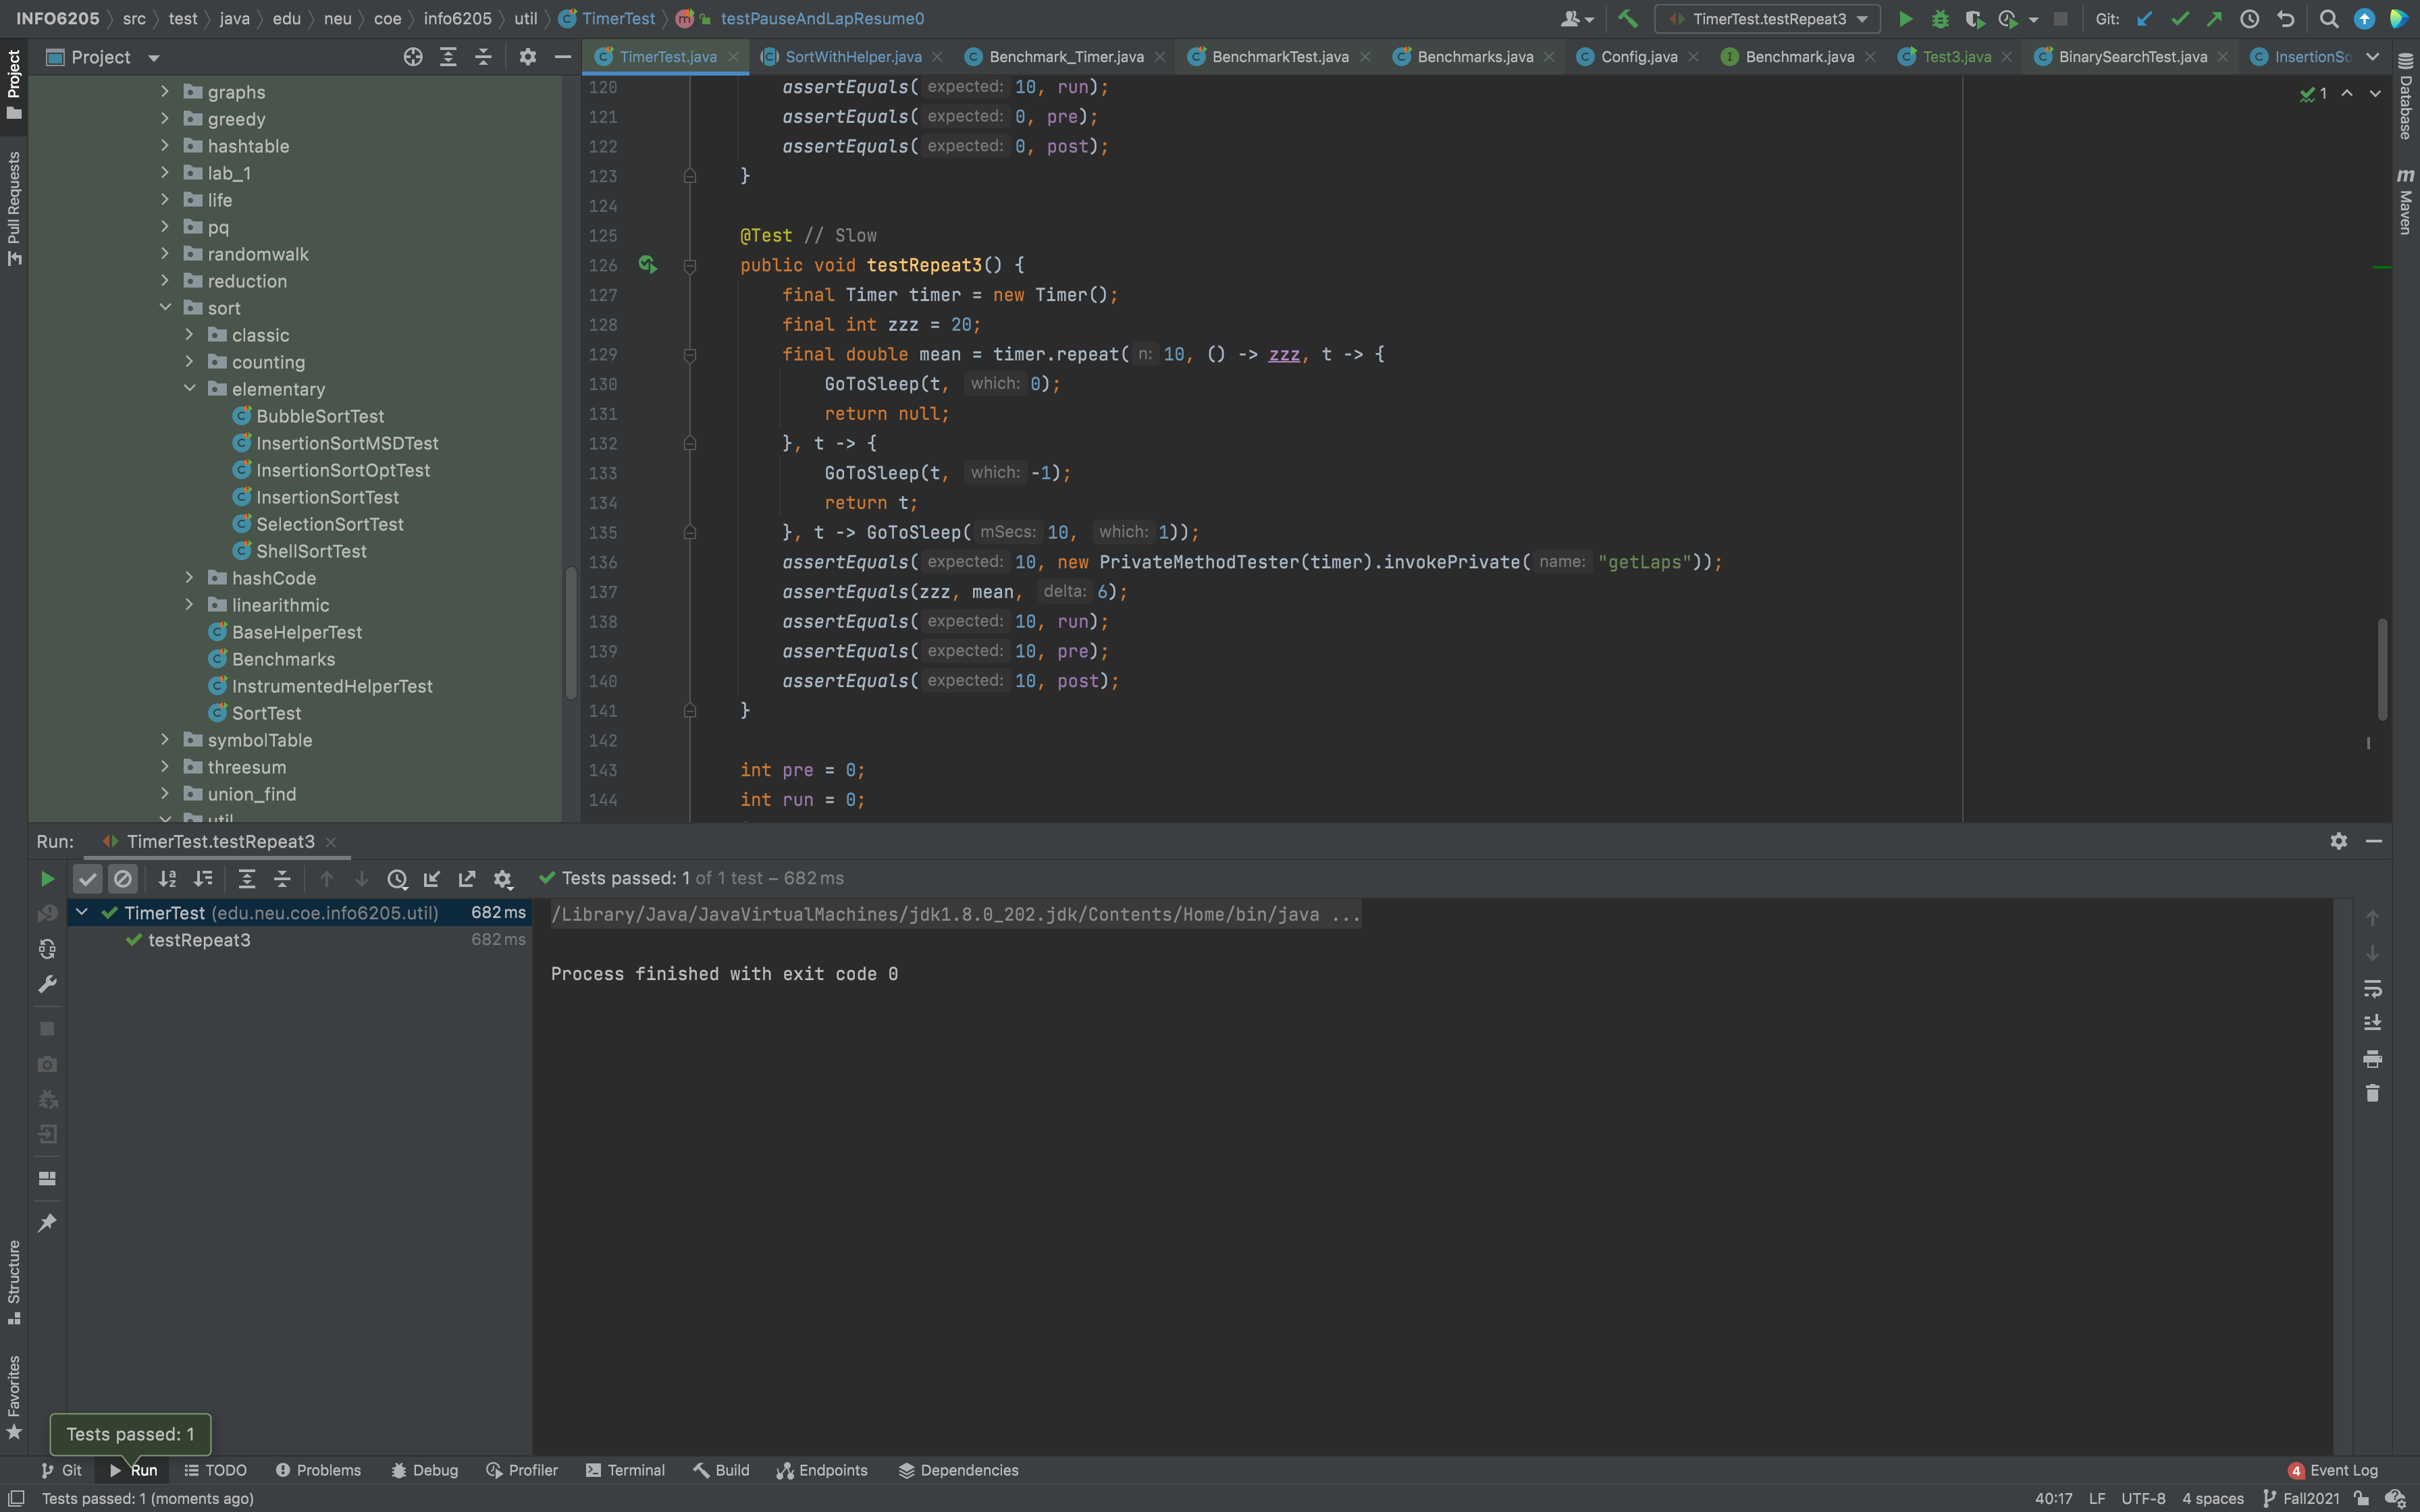 INFO6205 src test java edu neu coe info6205 util TimerTest testPauseAndLapResume0
TimerTest.testRepeat3 Git:
Project
TimerTest.java SortWithHelper.java Benchmark_Timer.java BenchmarkTest.java Benchmarks.java Config.java Benchmark.java Test3.java BinarySearchTest.java InsertionSo
Project
Pull Requests
Structure
Favorites
Database
Maven
graphs
greedy
hashtable
lab_1
life
pq
randomwalk
reduction
sort
classic
counting
elementary
BubbleSortTest
InsertionSortMSDTest
InsertionSortOptTest
InsertionSortTest
SelectionSortTest
ShellSortTest
hashCode
linearithmic
BaseHelperTest
Benchmarks
InstrumentedHelperTest
SortTest
symbolTable
threesum
union_find
util
1
120 assertEquals( expected: 10, run);
121 assertEquals( expected: 0, pre);
122 assertEquals( expected: 0, post);
123 }
124
125 @Test // Slow
126 public void testRepeat3() {
127 final Timer timer = new Timer();
128 final int zzz = 20;
129 final double mean = timer.repeat( n: 10, () -> zzz, t -> {
130 GoToSleep(t, which: 0);
131 return null;
132 }, t -> {
133 GoToSleep(t, which: -1);
134 return t;
135 }, t -> GoToSleep( mSecs: 10, which: 1));
136 assertEquals( expected: 10, new PrivateMethodTester(timer).invokePrivate( name: "getLaps"));
137 assertEquals(zzz, mean, delta: 6);
138 assertEquals( expected: 10, run);
139 assertEquals( expected: 10, pre);
140 assertEquals( expected: 10, post);
141 }
142
143 int pre = 0;
144 int run = 0;
Run: TimerTest.testRepeat3
Tests passed: 1 of 1 test – 682 ms
TimerTest (edu.neu.coe.info6205.util) 682 ms
testRepeat3 682 ms
/Library/Java/JavaVirtualMachines/jdk1.8.0_202.jdk/Contents/Home/bin/java ...
Process finished with exit code 0
Tests passed: 1
Git Run TODO Problems Debug Profiler Terminal Build Endpoints Dependencies 4 Event Log
Tests passed: 1 (moments ago) 40:17 LF UTF-8 4 spaces Fall2021